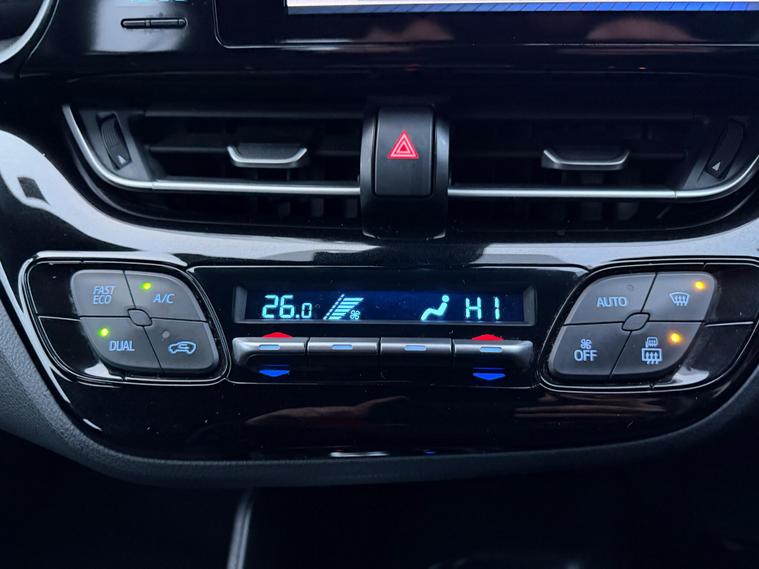 FAST
ECO
A/C
DUAL
26.0
HI
AUTO
OFF